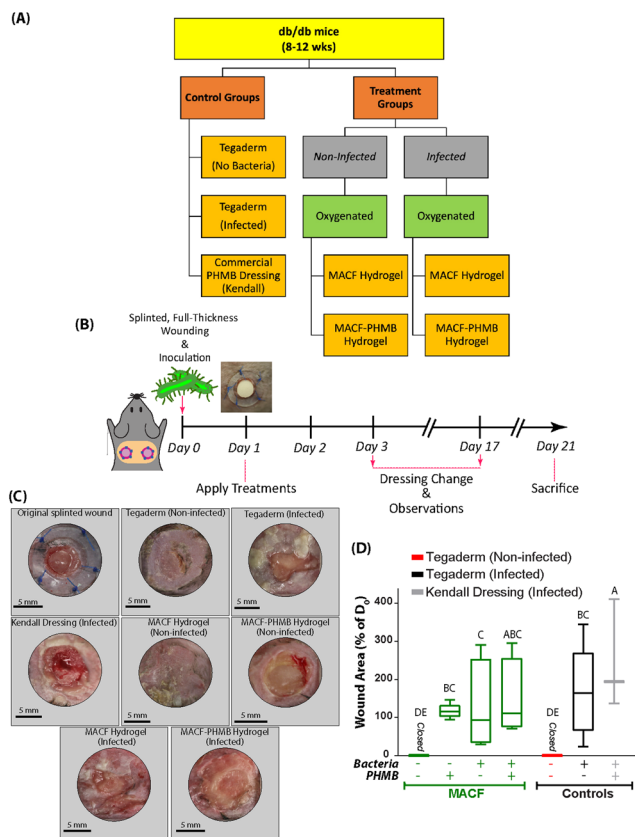 (A)
db/db mice
(8-12 wks)
Control Groups
Treatment
Groups
Tegaderm
(No Bacteria)
Non-Infected
Infected
Tegaderm
(Infected)
Oxygenated
Oxygenated
Commercial
PHMB Dressing
(Kendall)
MACF Hydrogel
MACF Hydrogel
MACF-PHMB
Hydrogel
MACF-PHMB
Hydrogel
(B)
Splinted, Full-Thickness
Wounding
&
Inoculation
Day 0
Day 1
Day 2
Day 3
Day 17
Day 21
Apply Treatments
Dressing Change
&
Observations
Sacrifice
(C)
Original splinted wound
5 mm
Tegaderm (Non-infected)
5 mm
Tegaderm (Infected)
5 mm
Kendall Dressing (Infected)
5 mm
MACF Hydrogel
(Non-infected)
5 mm
MACF-PHMB Hydrogel
(Non-infected)
5 mm
MACF Hydrogel
(Infected)
5 mm
MACF-PHMB Hydrogel
(Infected)
5 mm
(D)
Tegaderm (Non-infected)
Tegaderm (Infected)
Kendall Dressing (Infected)
Wound Area (% of D₀)
400
300
200
100
0
DE
Closed
BC
C
ABC
DE
Closed
BC
A
Bacteria - - + + - + +
PHMB - + - + - - +
MACF
Controls